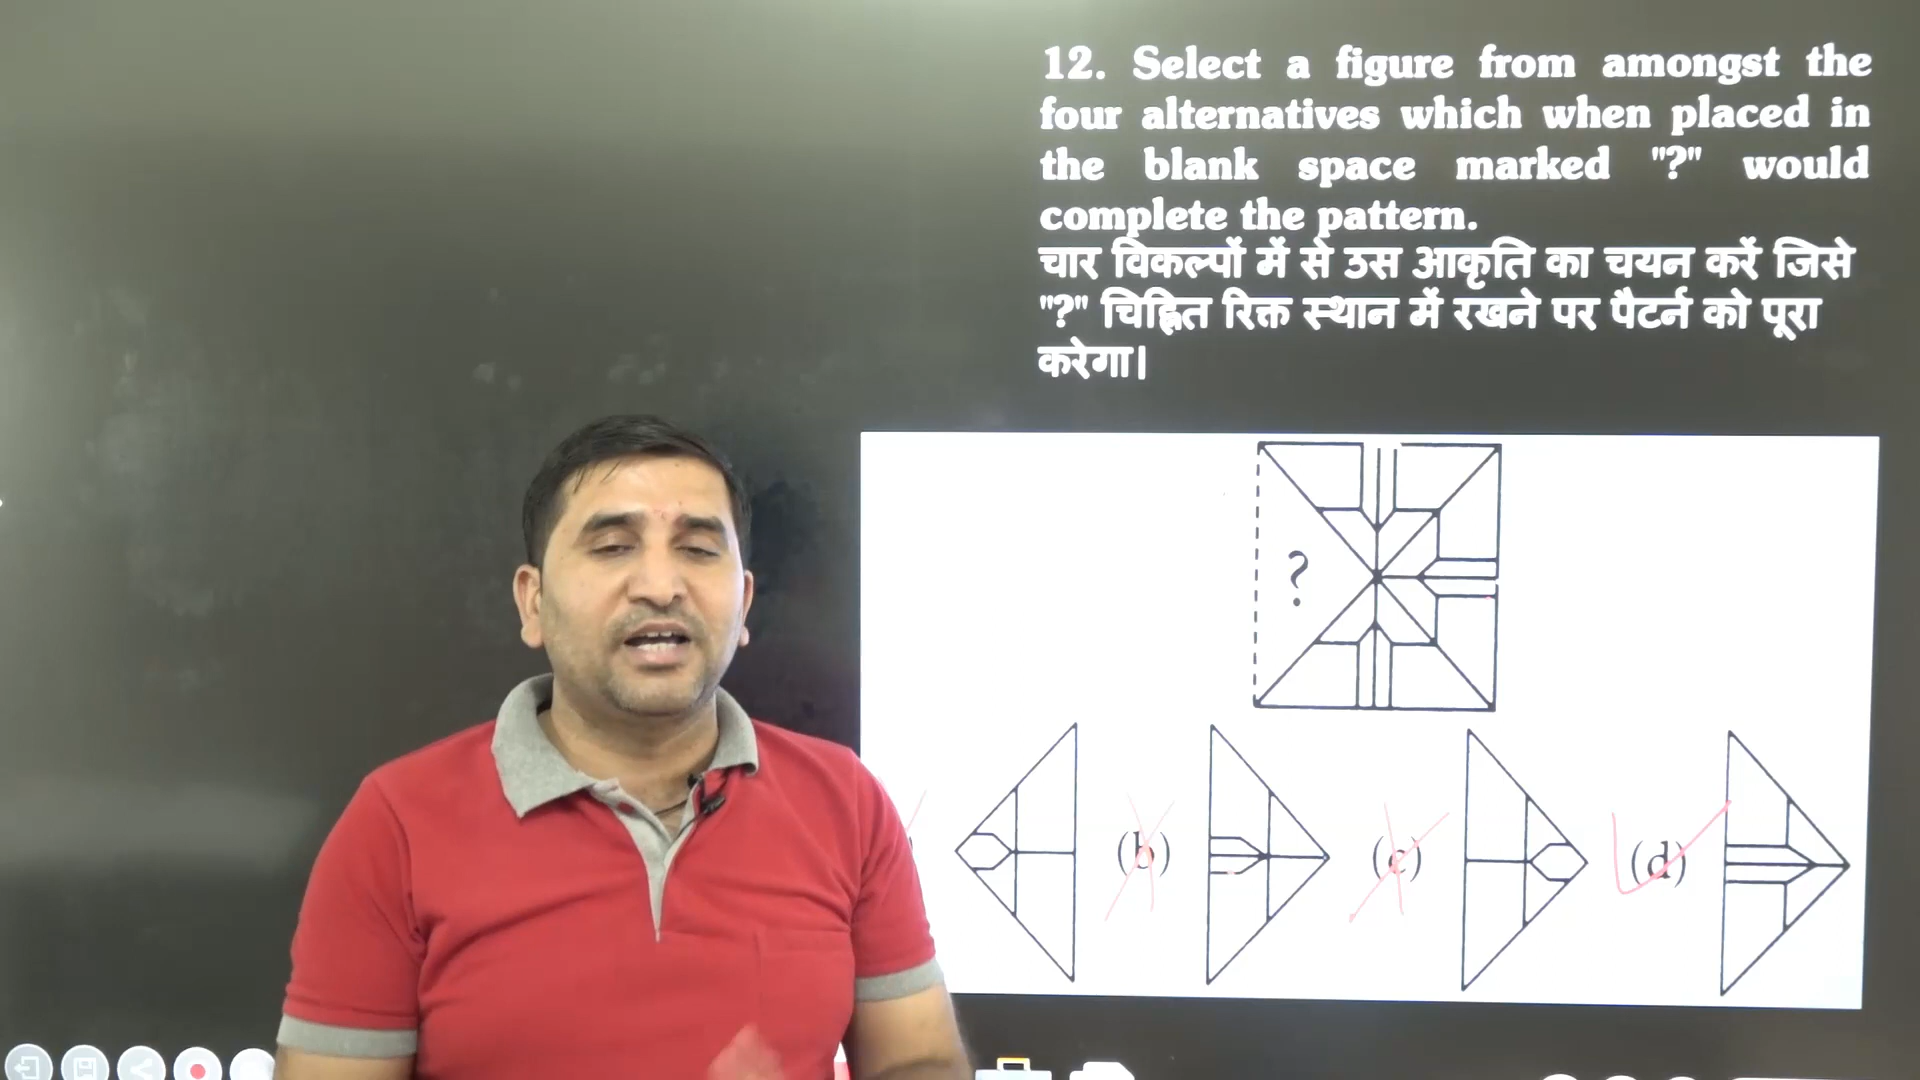 12. Select a figure from amongst the
four alternatives which when placed in
the blank space marked "?" would
complete the pattern.
चार विकल्पों में से उस आकृति का चयन करें जिसे
"?" चिह्नित रिक्त स्थान में रखने पर पैटर्न को पूरा
करेगा।
?
(b) (c) (d)